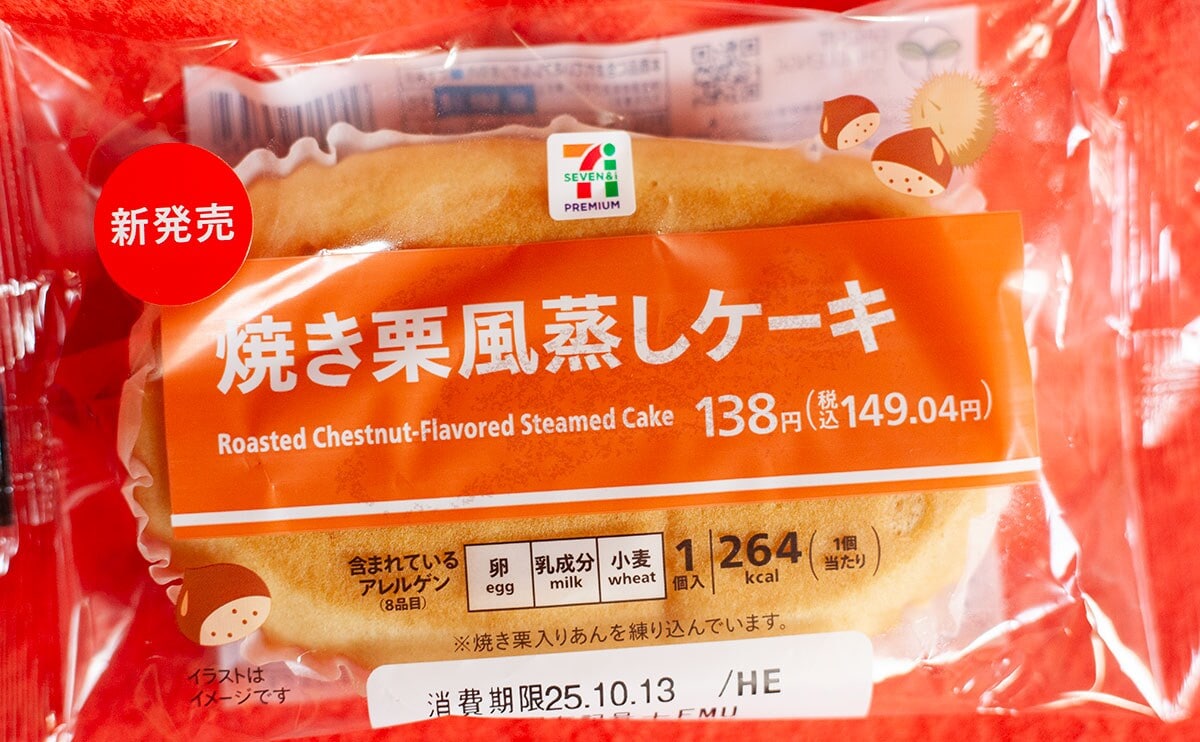 SEVEN&i
PREMIUM
新発売
焼き栗風蒸しケーキ
Roasted Chestnut-Flavored Steamed Cake
138円(税込149.04円)
含まれている
アレルゲン
(8品目)
卵
egg
乳成分
milk
小麦
wheat
1
個入
264
kcal
(1個
当たり)
※焼き栗入りあんを練り込んでいます。
イラストは
イメージです
消費期限25.10.13 /HE